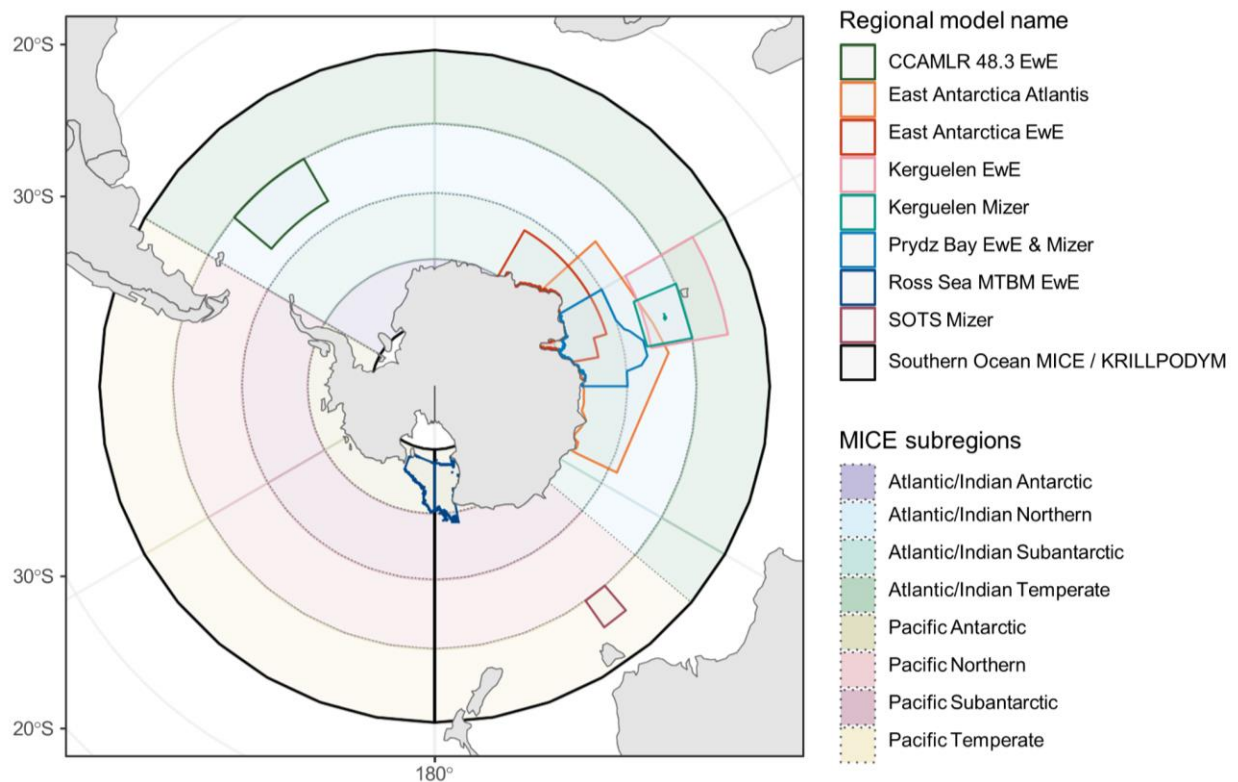 20°S
30°S
30°S
20°S
180°
Regional model name
CCAMLR 48.3 EwE
East Antarctica Atlantis
East Antarctica EwE
Kerguelen EwE
Kerguelen Mizer
Prydz Bay EwE & Mizer
Ross Sea MTBM EwE
SOTS Mizer
Southern Ocean MICE / KRILLPODYM
MICE subregions
Atlantic/Indian Antarctic
Atlantic/Indian Northern
Atlantic/Indian Subantarctic
Atlantic/Indian Temperate
Pacific Antarctic
Pacific Northern
Pacific Subantarctic
Pacific Temperate